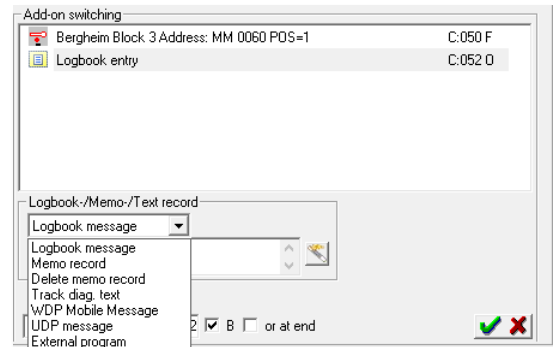 Add-on switching
Bergheim Block 3 Address: MM 0060 POS=1 C:050 F
Logbook entry C:052 O
Logbook-/Memo-/Text record
Logbook message
Logbook message
Memo record
Delete memo record
Track diag. text
WDP Mobile Message
UDP message
External program
2 B or at end